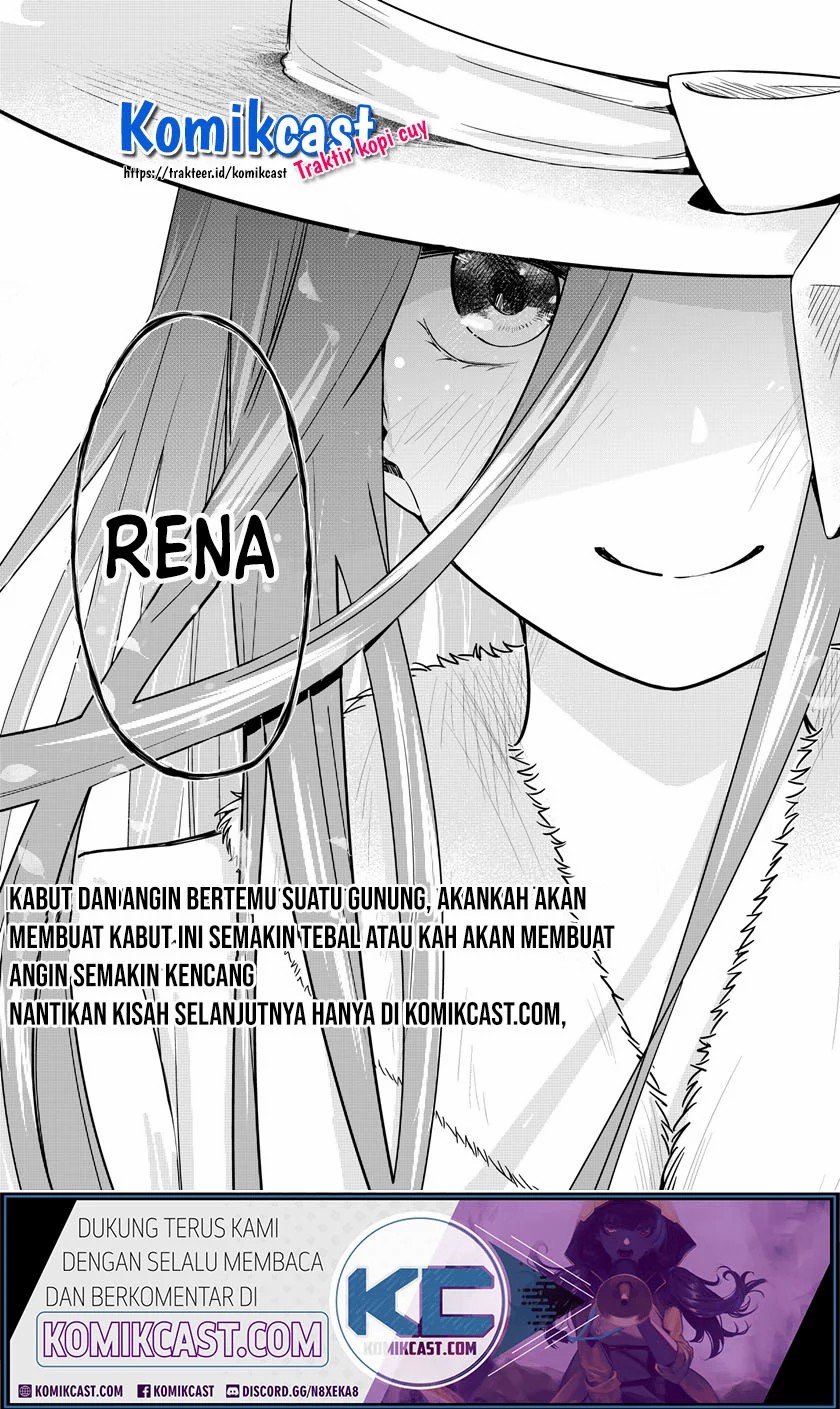 Komikcast
Traktir kopi cuy
https://trakteer.id/komikcast
RENA
KABUT DAN ANGIN BERTEMU SUATU GUNUNG, AKANKAH AKAN
MEMBUAT KABUT INI SEMAKIN TEBAL ATAU KAH AKAN MEMBUAT
ANGIN SEMAKIN KENCANG
NANTIKAN KISAH SELANJUTNYA HANYA DI KOMIKCAST.COM,
DUKUNG TERUS KAMI
DENGAN SELALU MEMBACA
DAN BERKOMENTAR DI
KOMIKCAST.COM
KC
KOMIKCAST.COM
KOMIKCAST.COM KOMIKCAST DISCORD.GG/N8XEKA8